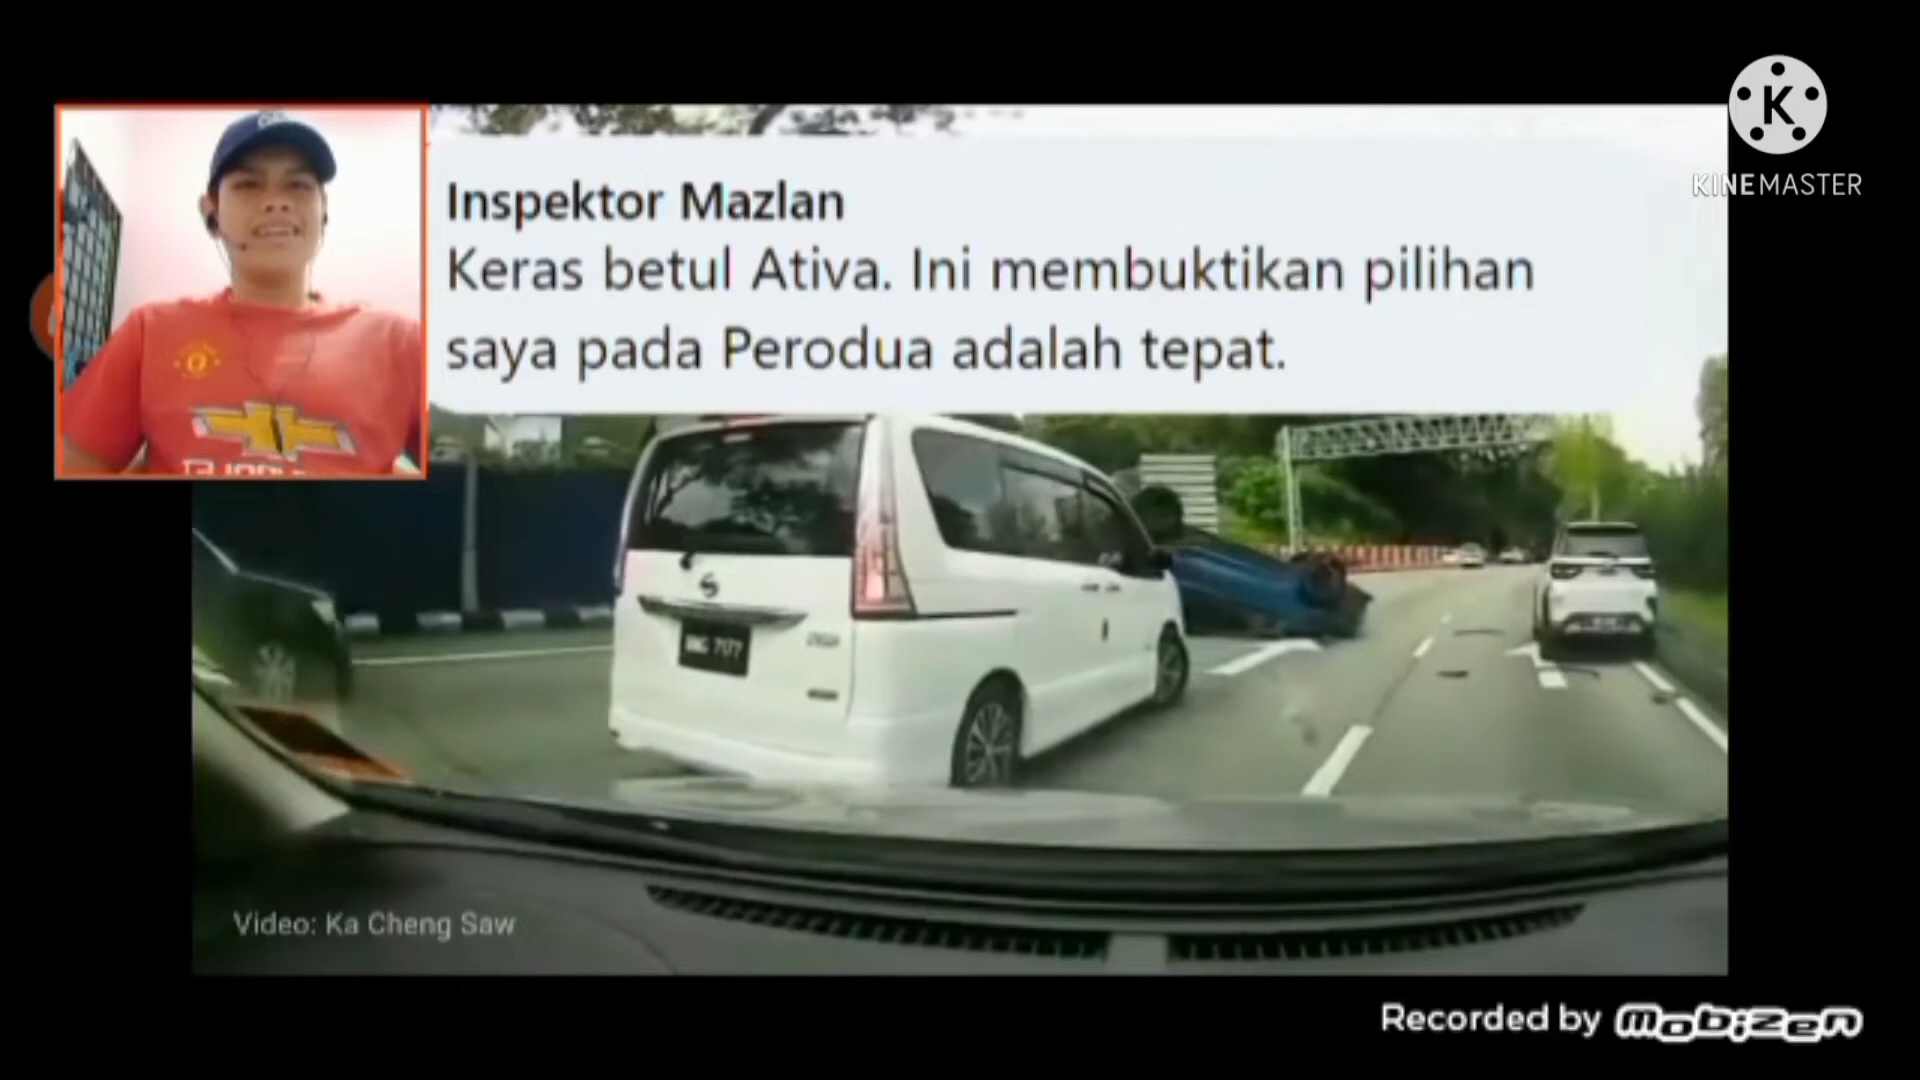 KINEMASTER
Inspektor Mazlan
Keras betul Ativa. Ini membuktikan pilihan
saya pada Perodua adalah tepat.
Video: Ka Cheng Saw
Recorded by mobizen